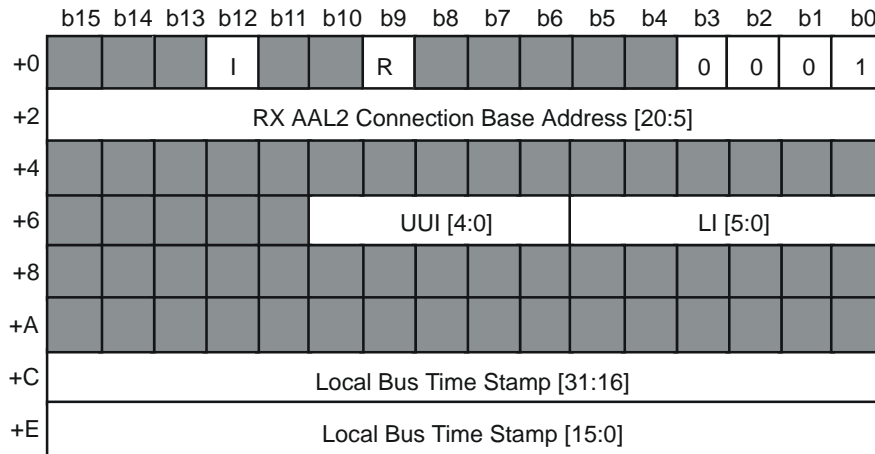 b15 b14 b13 b12 b11 b10 b9 b8 b7 b6 b5 b4 b3 b2 b1 b0
+0 I R 0 0 0 1
+2 RX AAL2 Connection Base Address [20:5]
+4
+6 UUI [4:0] LI [5:0]
+8
+A
+C Local Bus Time Stamp [31:16]
+E Local Bus Time Stamp [15:0]